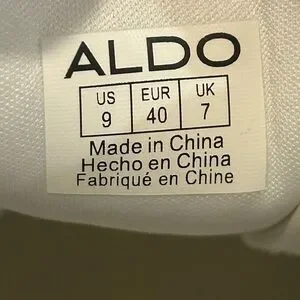 ALDO
US EUR UK
9 40 7
Made in China
Hecho en China
Fabriqué en Chine